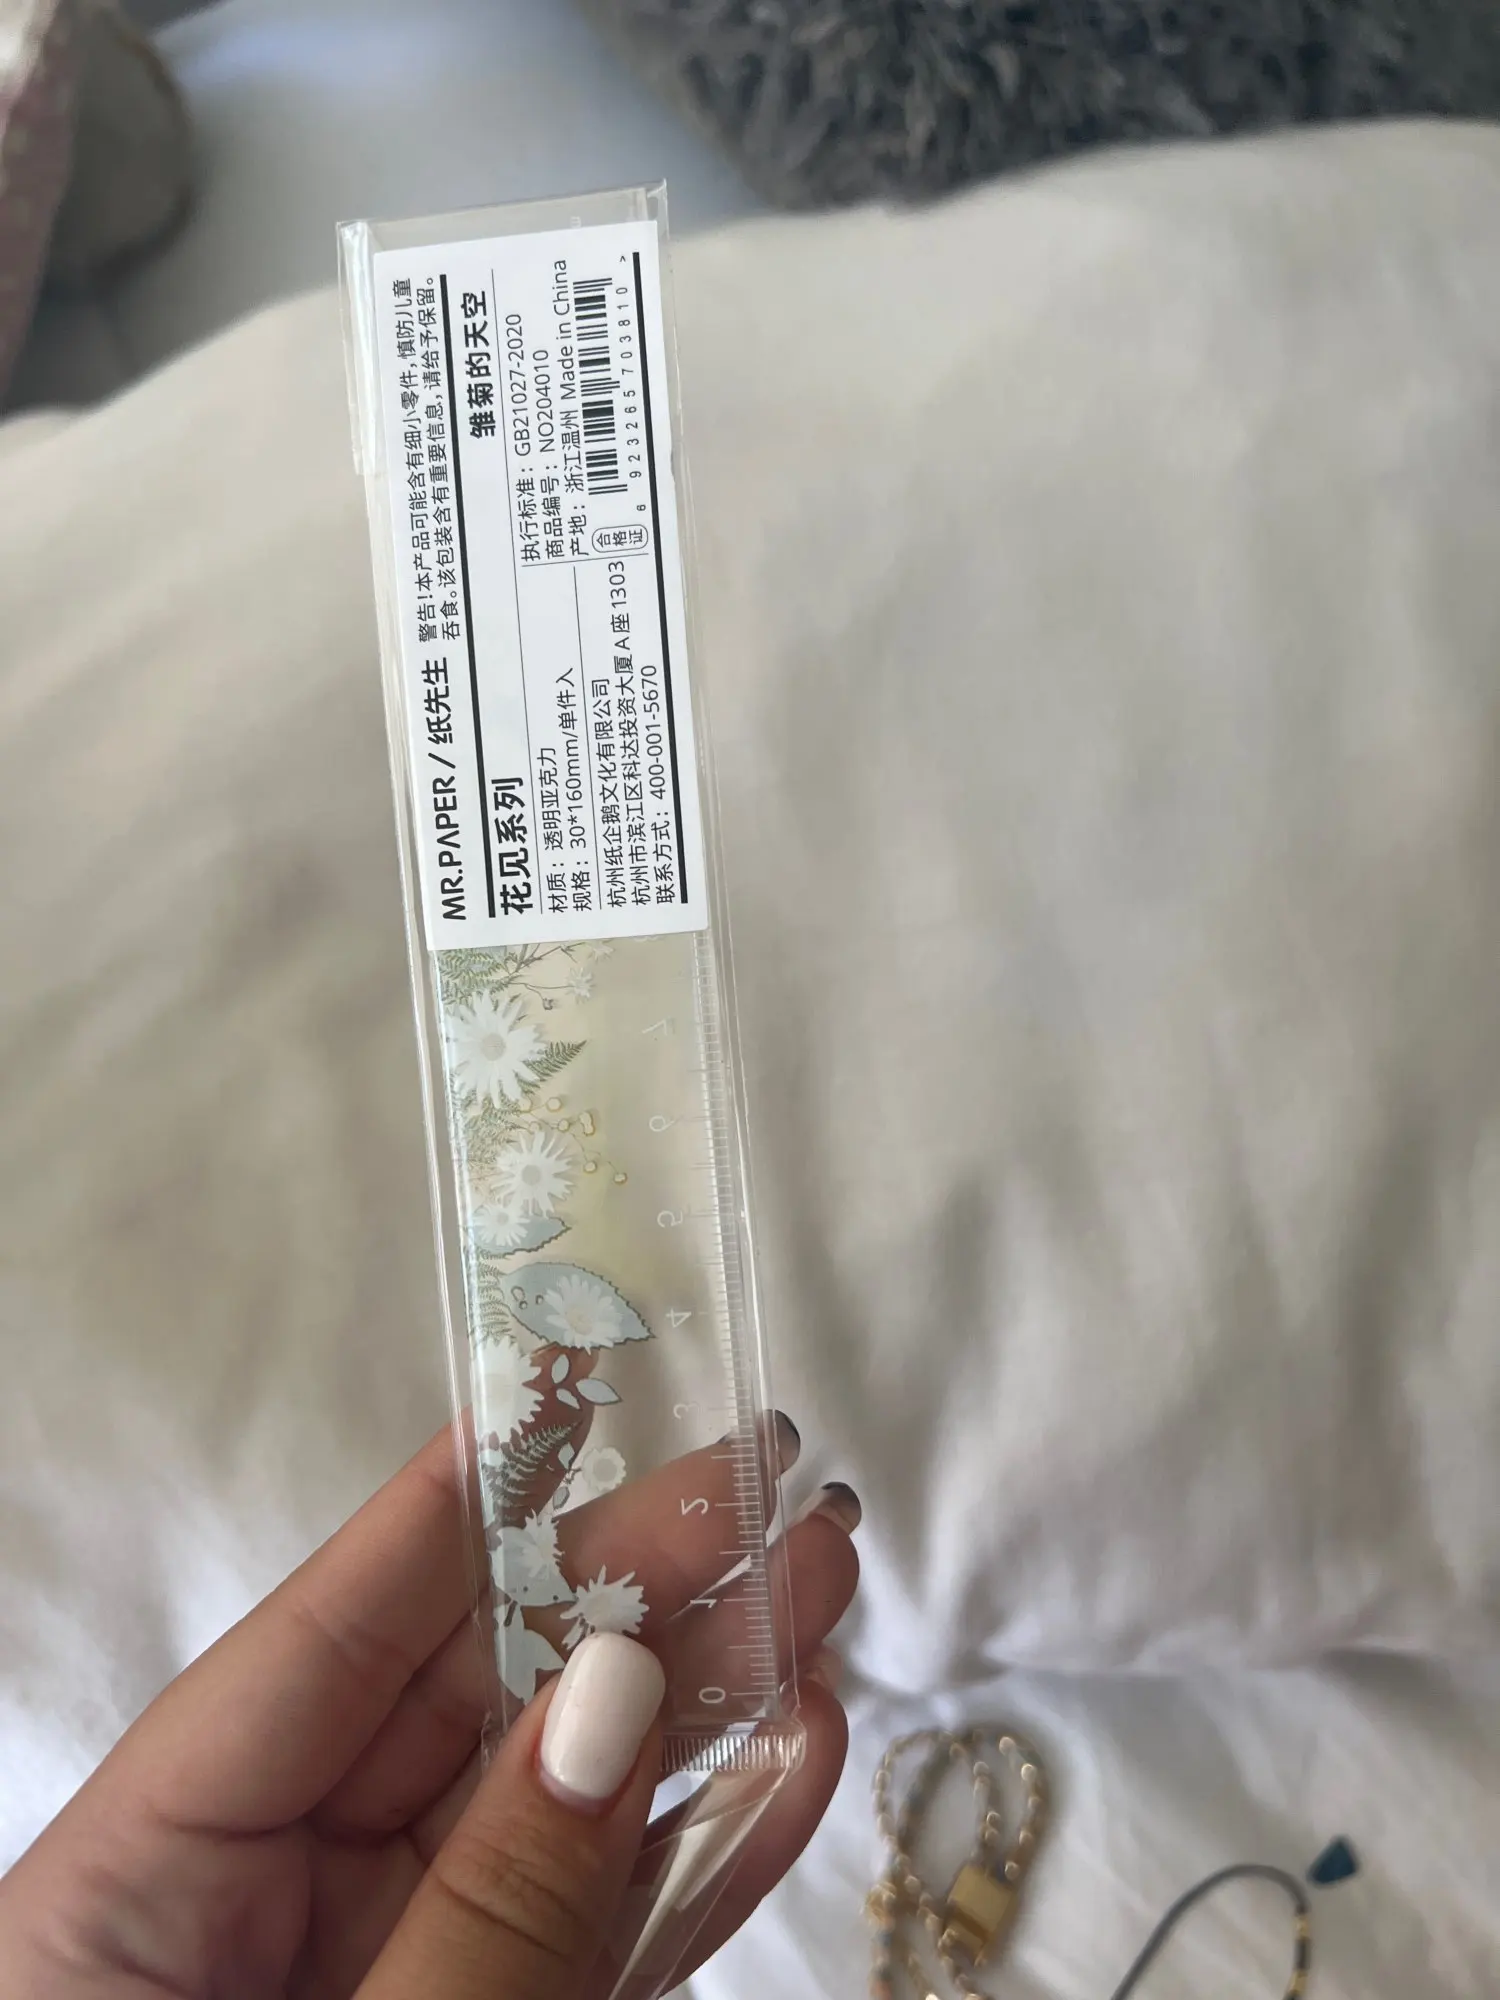 MR.PAPER / 纸先生
警告！本产品可能含有细小零件，慎防儿童
吞食。该包装含有重要信息，请给予保留。
花见系列
雏菊的天空
材质：透明亚克力
规格：30*160mm/单件入
杭州纸企鹅文化有限公司
杭州市滨江区科达投资大厦A座1303
联系方式：400-001-5670
执行标准：GB21027-2020
商品编号：NO204010
产地：浙江温州 Made in China
合格证
6 923265 703810 >
0 1 2 3 4 5 6 7